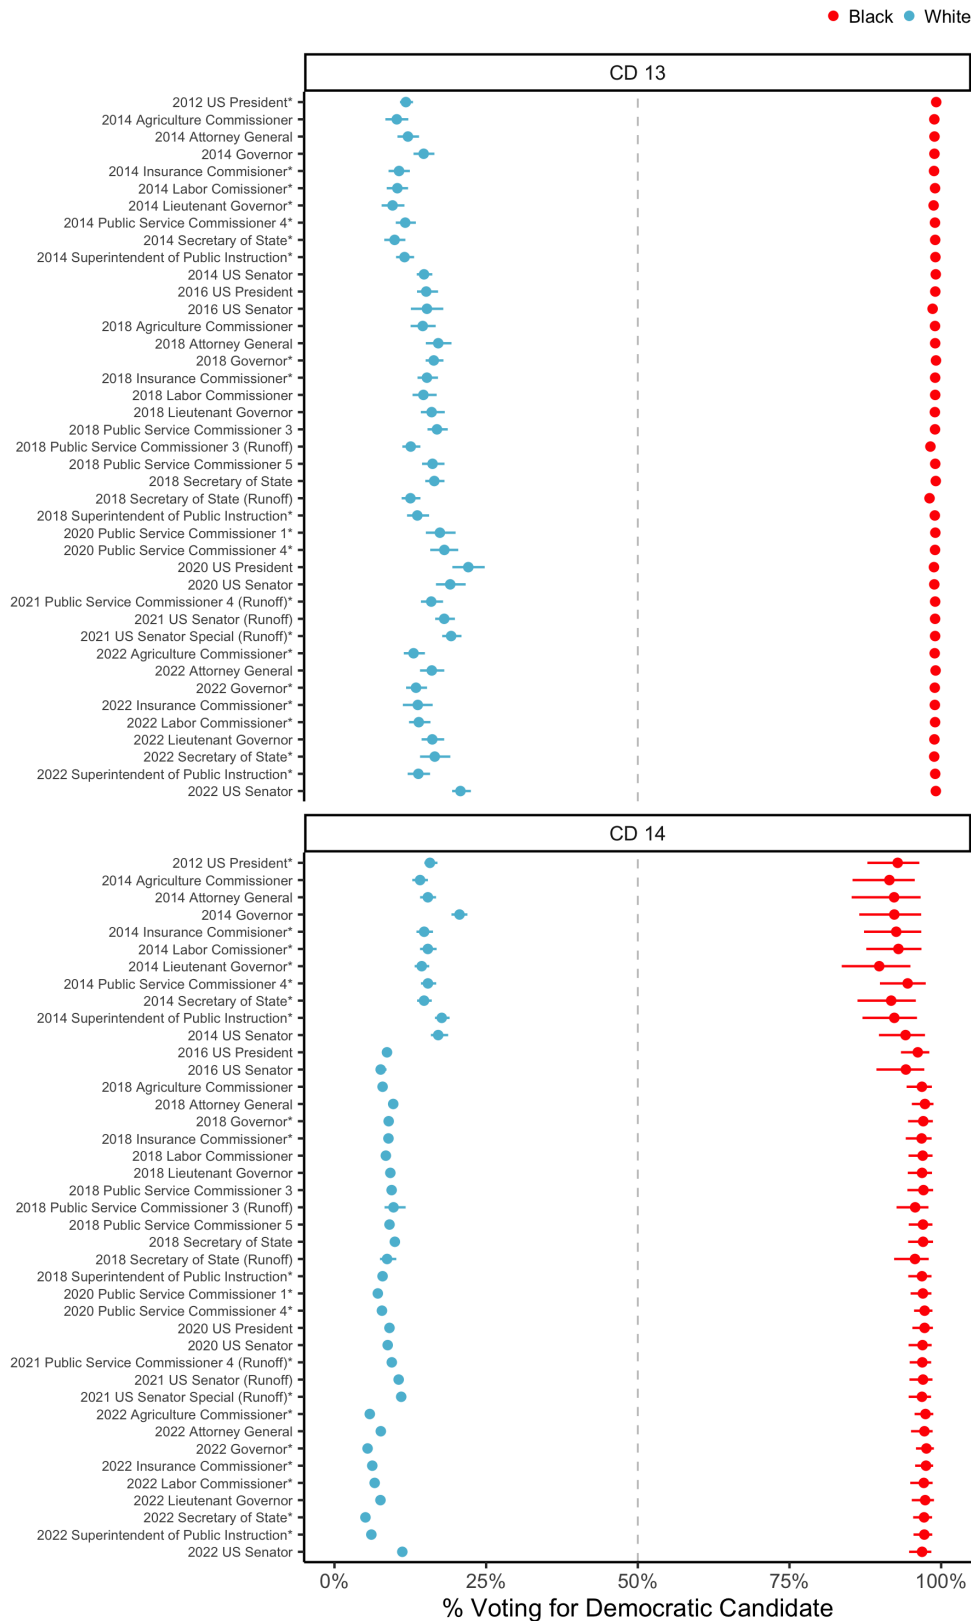 Black White
CD 13
2012 US President*
2014 Agriculture Commissioner
2014 Attorney General
2014 Governor
2014 Insurance Commisioner*
2014 Labor Comissioner*
2014 Lieutenant Governor*
2014 Public Service Commissioner 4*
2014 Secretary of State*
2014 Superintendent of Public Instruction*
2014 US Senator
2016 US President
2016 US Senator
2018 Agriculture Commissioner
2018 Attorney General
2018 Governor*
2018 Insurance Commissioner*
2018 Labor Commissioner
2018 Lieutenant Governor
2018 Public Service Commissioner 3
2018 Public Service Commissioner 3 (Runoff)
2018 Public Service Commissioner 5
2018 Secretary of State
2018 Secretary of State (Runoff)
2018 Superintendent of Public Instruction*
2020 Public Service Commissioner 1*
2020 Public Service Commissioner 4*
2020 US President
2020 US Senator
2021 Public Service Commissioner 4 (Runoff)*
2021 US Senator (Runoff)
2021 US Senator Special (Runoff)*
2022 Agriculture Commissioner*
2022 Attorney General
2022 Governor*
2022 Insurance Commissioner*
2022 Labor Commissioner*
2022 Lieutenant Governor
2022 Secretary of State*
2022 Superintendent of Public Instruction*
2022 US Senator
CD 14
2012 US President*
2014 Agriculture Commissioner
2014 Attorney General
2014 Governor
2014 Insurance Commisioner*
2014 Labor Comissioner*
2014 Lieutenant Governor*
2014 Public Service Commissioner 4*
2014 Secretary of State*
2014 Superintendent of Public Instruction*
2014 US Senator
2016 US President
2016 US Senator
2018 Agriculture Commissioner
2018 Attorney General
2018 Governor*
2018 Insurance Commissioner*
2018 Labor Commissioner
2018 Lieutenant Governor
2018 Public Service Commissioner 3
2018 Public Service Commissioner 3 (Runoff)
2018 Public Service Commissioner 5
2018 Secretary of State
2018 Secretary of State (Runoff)
2018 Superintendent of Public Instruction*
2020 Public Service Commissioner 1*
2020 Public Service Commissioner 4*
2020 US President
2020 US Senator
2021 Public Service Commissioner 4 (Runoff)*
2021 US Senator (Runoff)
2021 US Senator Special (Runoff)*
2022 Agriculture Commissioner*
2022 Attorney General
2022 Governor*
2022 Insurance Commissioner*
2022 Labor Commissioner*
2022 Lieutenant Governor
2022 Secretary of State*
2022 Superintendent of Public Instruction*
2022 US Senator
0% 25% 50% 75% 100%
% Voting for Democratic Candidate